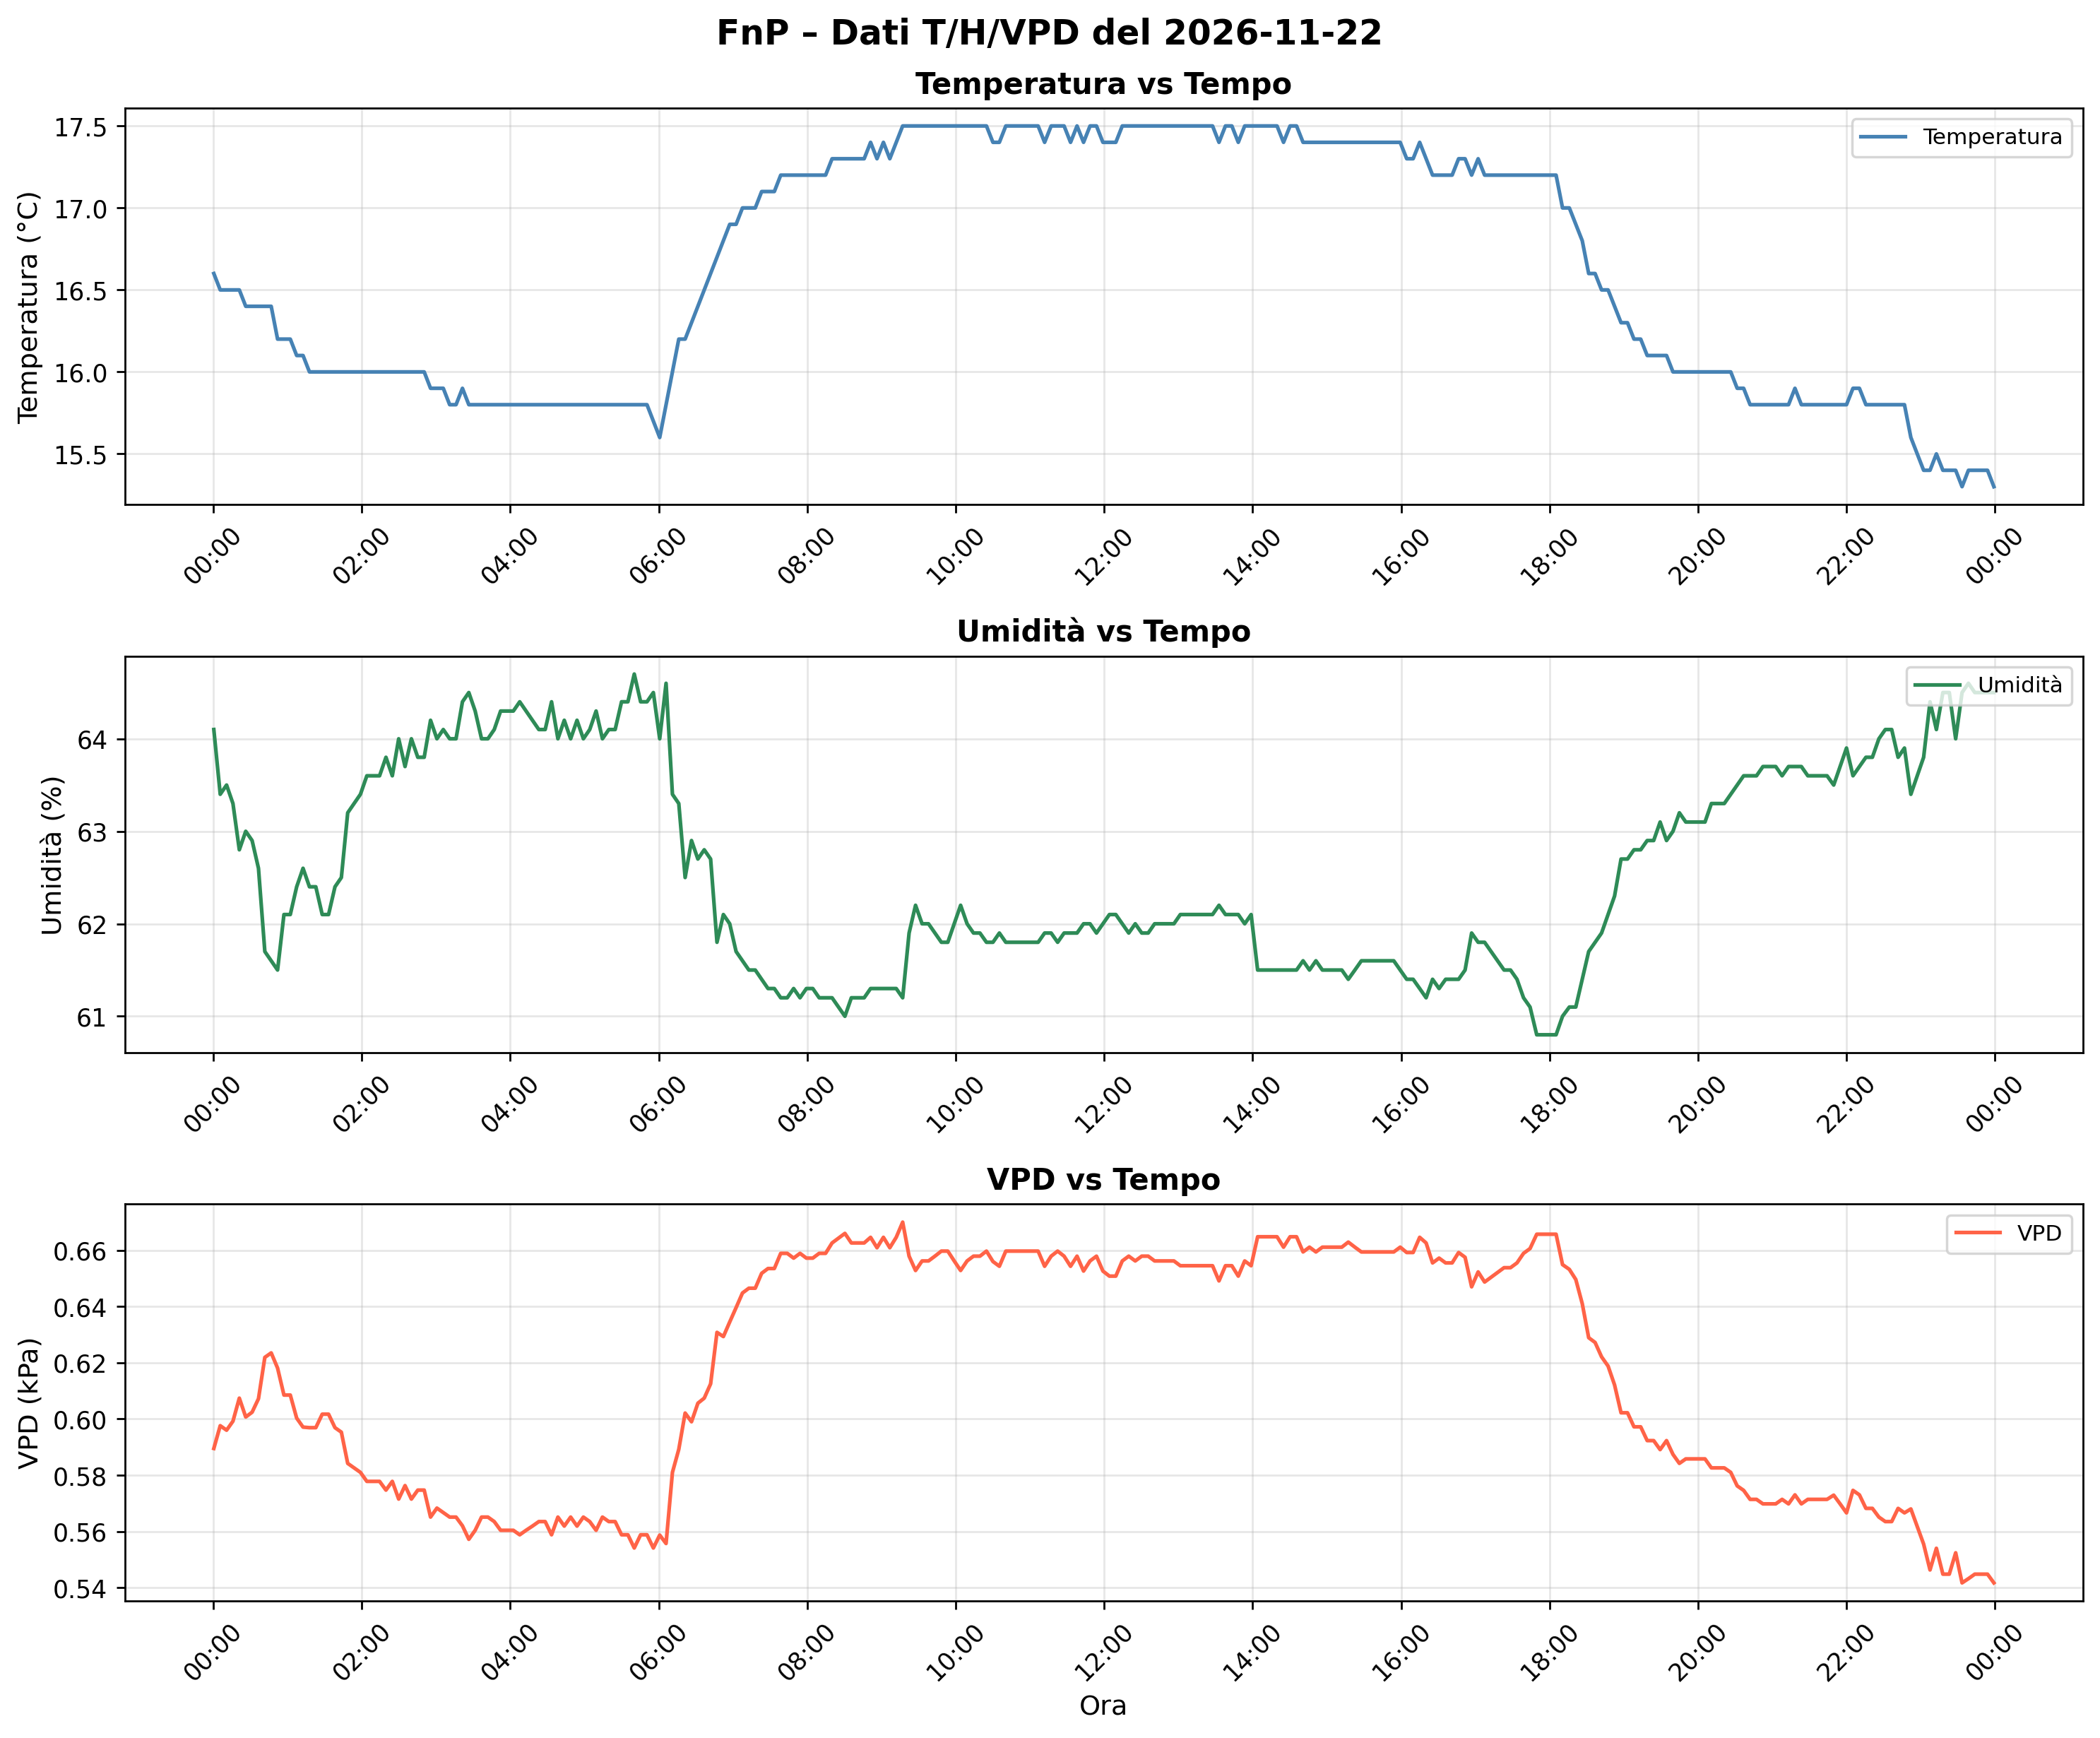 FnP – Dati T/H/VPD del 2026-11-22
Temperatura vs Tempo
Temperatura (°C)
17.5
17.0
16.5
16.0
15.5
Temperatura
00:00 02:00 04:00 06:00 08:00 10:00 12:00 14:00 16:00 18:00 20:00 22:00 00:00
Umidità vs Tempo
Umidità (%)
64
63
62
61
Umidità
00:00 02:00 04:00 06:00 08:00 10:00 12:00 14:00 16:00 18:00 20:00 22:00 00:00
VPD vs Tempo
VPD (kPa)
0.66
0.64
0.62
0.60
0.58
0.56
0.54
VPD
00:00 02:00 04:00 06:00 08:00 10:00 12:00 14:00 16:00 18:00 20:00 22:00 00:00
Ora